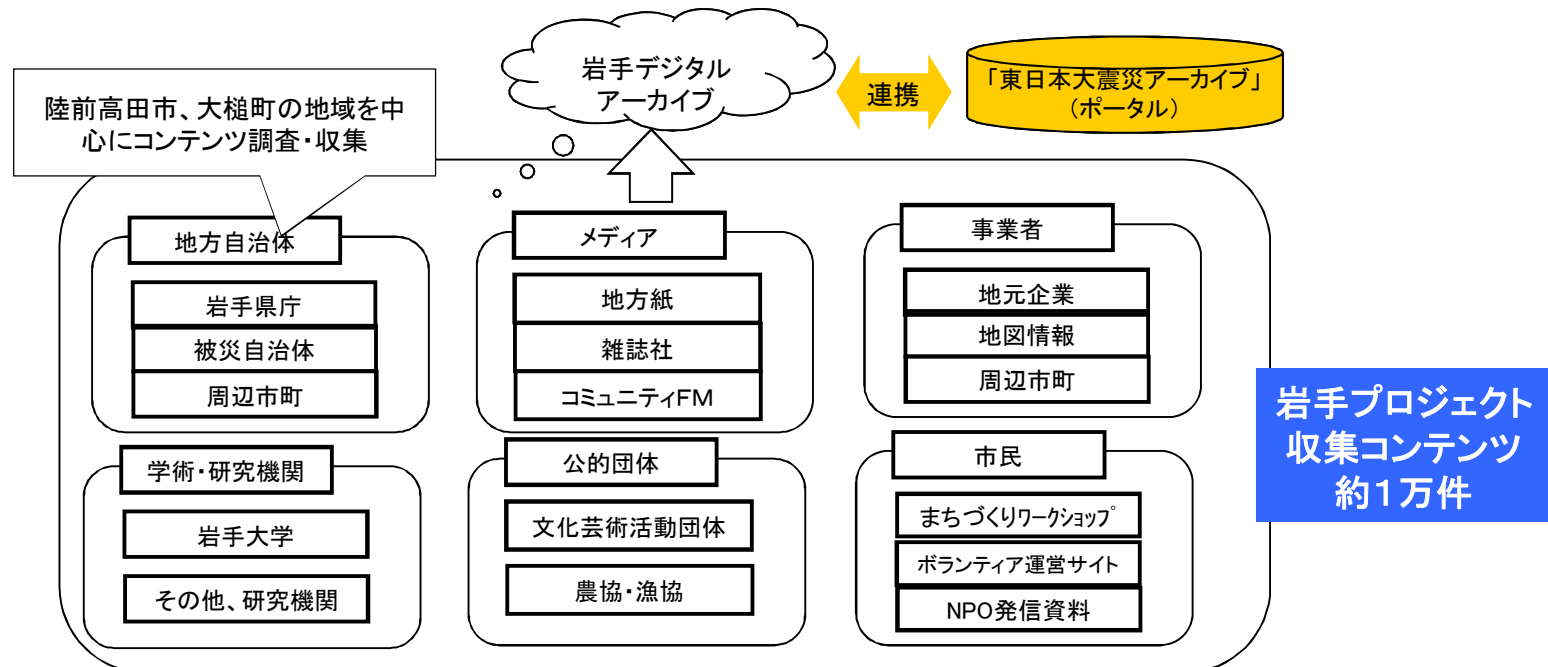 岩手デジタル
アーカイブ
連携
「東日本大震災アーカイブ」
（ポータル）
陸前高田市、大槌町の地域を中
心にコンテンツ調査・収集
地方自治体
岩手県庁
被災自治体
周辺市町
メディア
地方紙
雑誌社
コミュニティFM
事業者
地元企業
地図情報
周辺市町
学術・研究機関
岩手大学
その他、研究機関
公的団体
文化芸術活動団体
農協・漁協
市民
まちづくりﾜｰｸｼｮｯﾌﾟ
ボランティア運営サイト
NPO発信資料
岩手プロジェクト
収集コンテンツ
約１万件